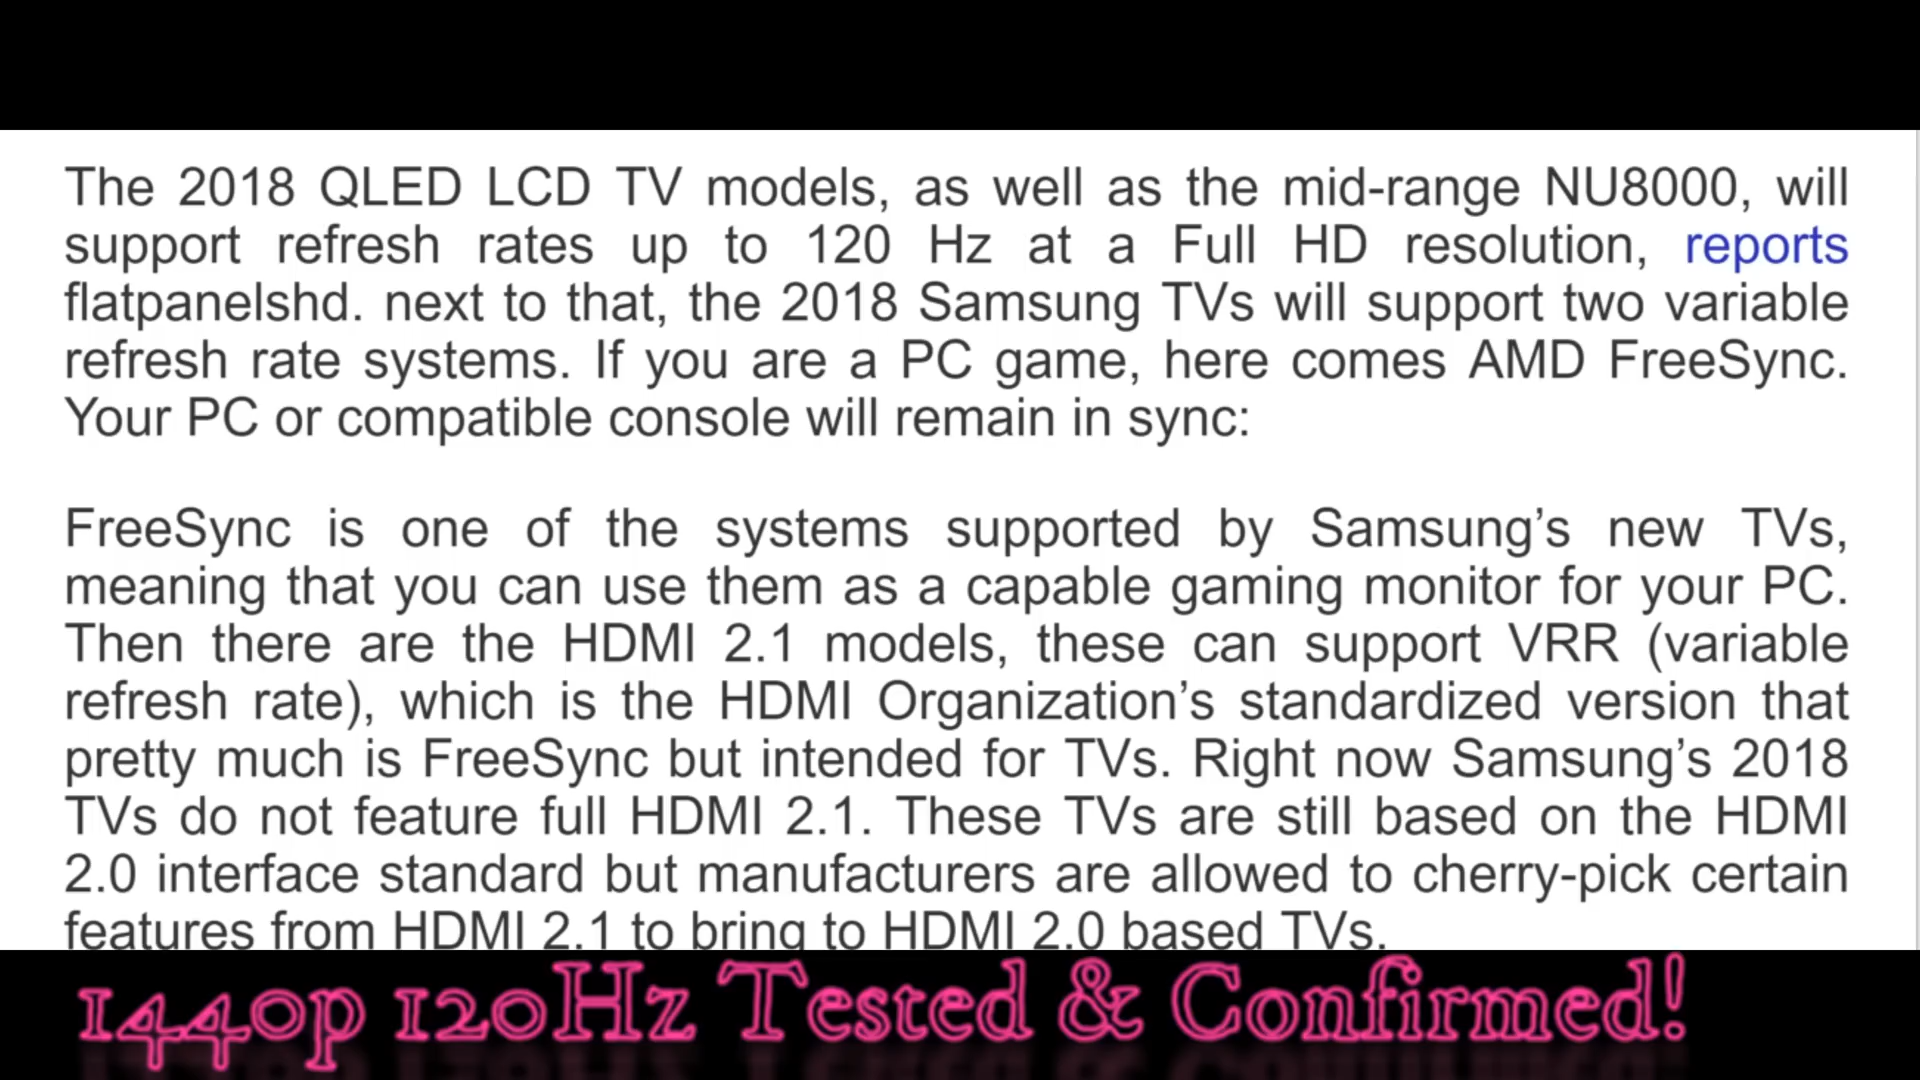 The 2018 QLED LCD TV models, as well as the mid-range NU8000, will
support refresh rates up to 120 Hz at a Full HD resolution, reports
flatpanelshd. next to that, the 2018 Samsung TVs will support two variable
refresh rate systems. If you are a PC game, here comes AMD FreeSync.
Your PC or compatible console will remain in sync:
FreeSync is one of the systems supported by Samsung’s new TVs,
meaning that you can use them as a capable gaming monitor for your PC.
Then there are the HDMI 2.1 models, these can support VRR (variable
refresh rate), which is the HDMI Organization’s standardized version that
pretty much is FreeSync but intended for TVs. Right now Samsung’s 2018
TVs do not feature full HDMI 2.1. These TVs are still based on the HDMI
2.0 interface standard but manufacturers are allowed to cherry-pick certain
features from HDMI 2.1 to bring to HDMI 2.0 based TVs.
1440p 120Hz Tested & Confirmed!